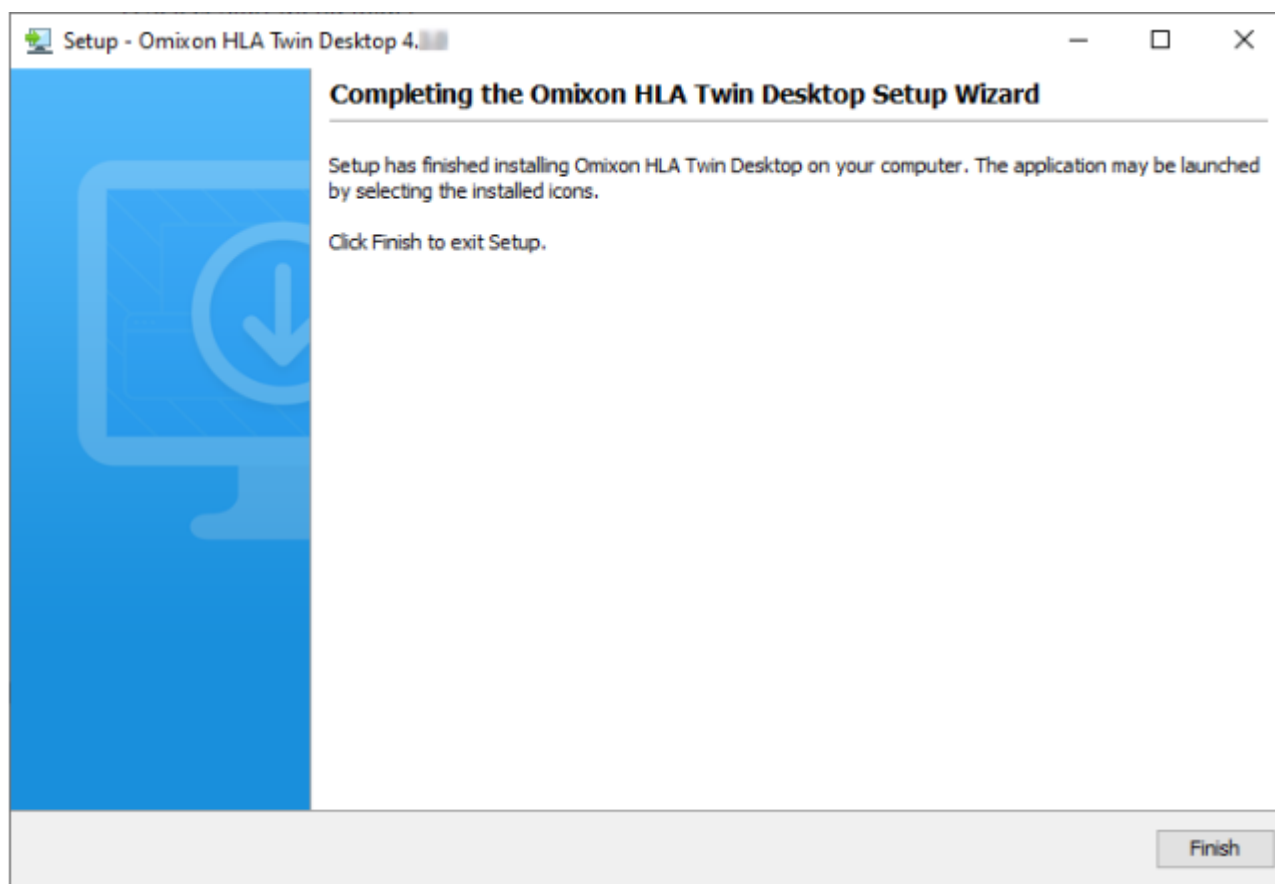 Setup - Omixon HLA Twin Desktop 4.
Completing the Omixon HLA Twin Desktop Setup Wizard
Setup has finished installing Omixon HLA Twin Desktop on your computer. The application may be launched
by selecting the installed icons.
Click Finish to exit Setup.
Finish